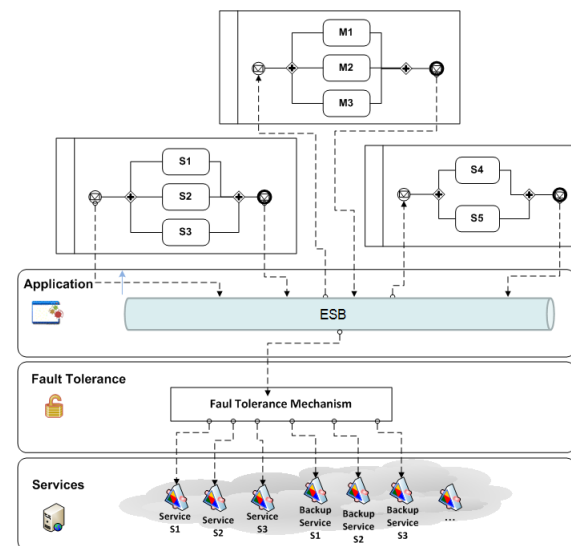 M1
M2
M3
S1
S2
S3
S4
S5
Application
ESB
Fault Tolerance
Faul Tolerance Mechanism
Services
Service
S1
Service
S2
Service
S3
Backup
Service
S1
Backup
Service
S2
Backup
Service
S3
...